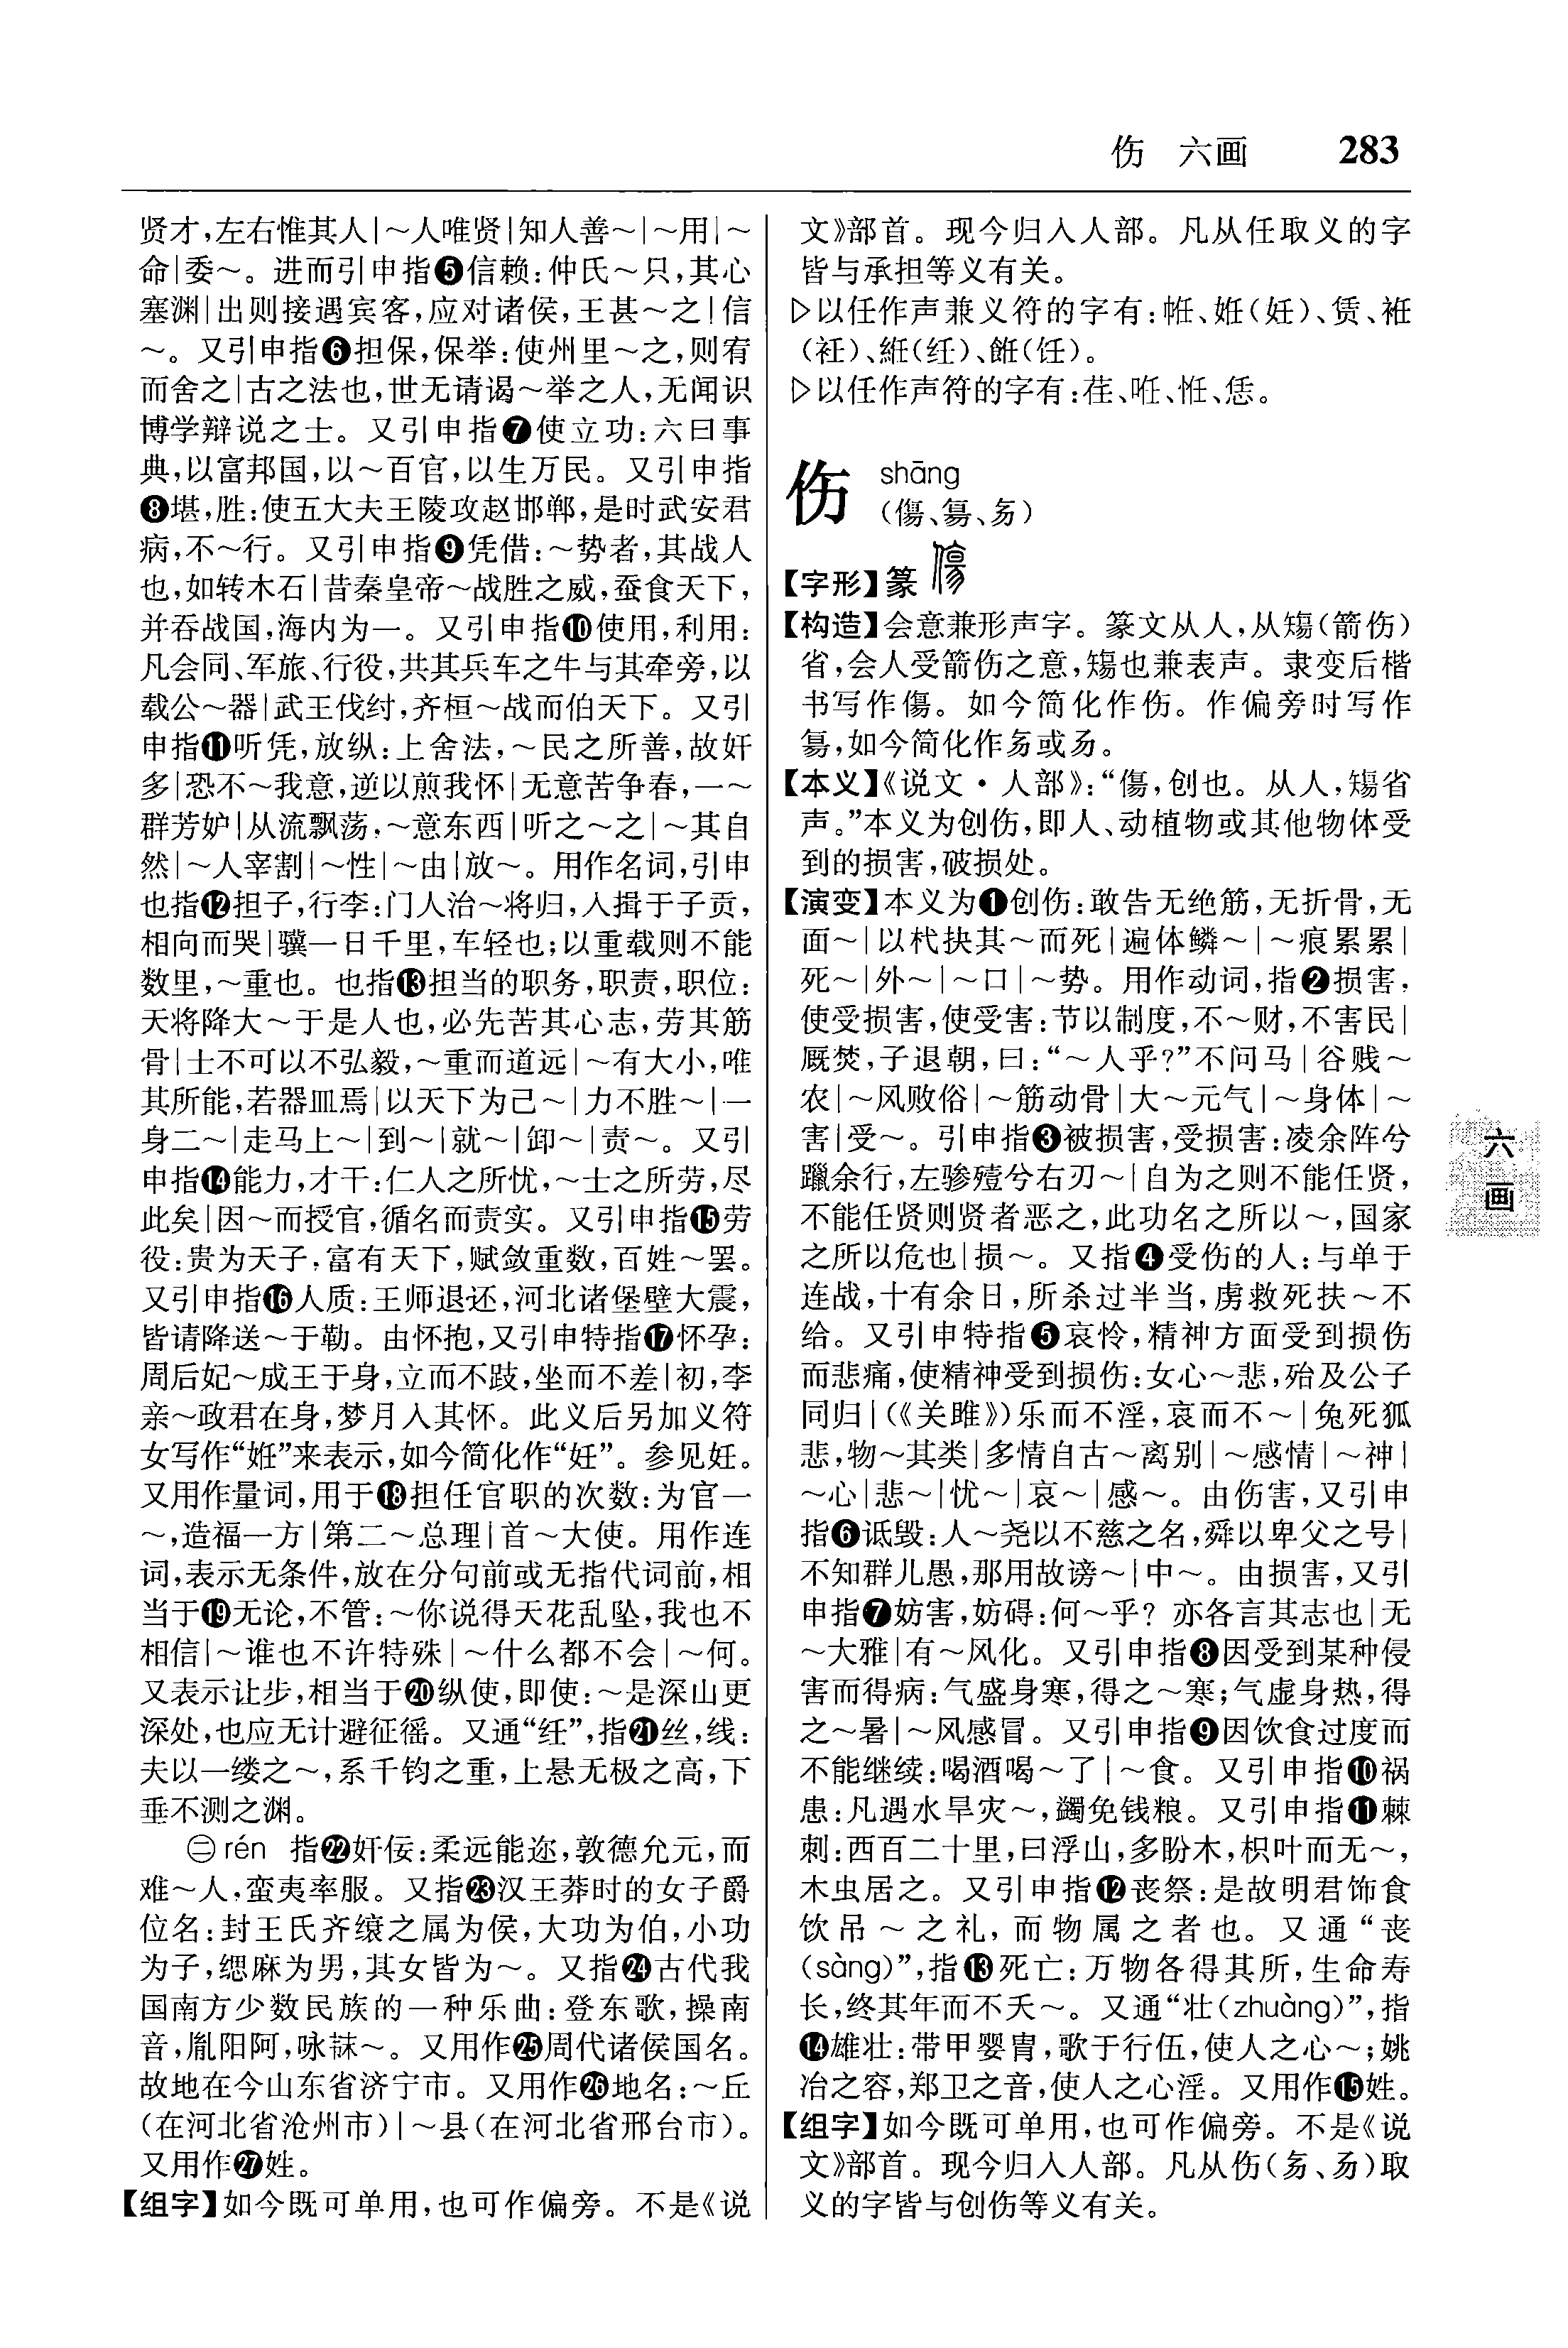 伤 六画 283
贤才，左右惟其人|～人唯贤|知人善～|～用|～
命|委～。进而引申指❺信赖：仲氏～只，其心
塞渊|出则接遇宾客，应对诸侯，王甚～之|信
～。又引申指❻担保，保举：使州里～之，则有
而舍之|古之法也，世无请谒～举之人，无闻识
博学辩说之士。又引申指❼使立功：六曰事
典，以富邦国，以～百官，以生万民。又引申指
❽堪，胜：使五大夫王陵攻赵邯郸，是时武安君
病，不～行。又引申指❾凭借：～势者，其战人
也，如转木石|昔秦皇帝～战胜之威，蚕食天下，
并吞战国，海内为一。又引申指❿使用，利用：
凡会同、军旅、行役，共其兵车之牛与其牵旁，以
载公～器|武王伐纣，齐桓～战而伯天下。又引
申指⓫听凭，放纵：上舍法，～民之所善，故奸
多|恐不～我意，逆以煎我怀|无意苦争春，一～
群芳妒|从流飘荡，～意东西|听之～之|～其自
然|～人宰割|～性|～由|放～。用作名词，引申
也指⓬担子，行李：门人治～将归，入揖于子贡，
相向而哭|骥一日千里，车轻也；以重载则不能
数里，～重也。也指⓭担当的职务，职责，职位：
天将降大～于是人也，必先苦其心志，劳其筋
骨|士不可以不弘毅，～重而道远|～有大小，唯
其所能，若器皿焉|以天下为己～|力不胜～|一
身二～|走马上～|到～|就～|卸～|责～。又引
申指⓮能力，才干：仁人之所忧，～士之所劳，尽
此矣|因～而授官，循名而责实。又引申指⓯劳
役：贵为天子，富有天下，赋敛重数，百姓～罢。
又引申指⓰人质：王师退还，河北诸堡壁大震，
皆请降送～于勒。由怀抱，又引申特指⓱怀孕：
周后妃～成王于身，立而不跂，坐而不差|初，李
亲～政君在身，梦月入其怀。此义后另加义符
女写作“姙”来表示，如今简化作“妊”。参见妊。
又用作量词，用于⓲担任官职的次数：为官一
～，造福一方|第二～总理|首～大使。用作连
词，表示无条件，放在分句前或无指代词前，相
当于⓳无论，不管：～你说得天花乱坠，我也不
相信|～谁也不许特殊|～什么都不会|～何。
又表示让步，相当于⓴纵使，即使：～是深山更
深处，也应无计避征徭。又通“纴”，指㉑丝，线：
夫以一缕之～，系千钧之重，上悬无极之高，下
垂不测之渊。
㊁rén 指㉒奸佞：柔远能迩，敦德允元，而
难～人，蛮夷率服。又指㉓汉王莽时的女子爵
位名：封王氏齐缞之属为侯，大功为伯，小功
为子，缌麻为男，其女皆为～。又指㉔古代我
国南方少数民族的一种乐曲：登东歌，操南
音，胤阳阿，咏韎～。又用作㉕周代诸侯国名。
故地在今山东省济宁市。又用作㉖地名：～丘
（在河北省沧州市）|～县（在河北省邢台市）。
又用作㉗姓。
【组字】如今既可单用，也可作偏旁。不是《说
文》部首。现今归入人部。凡从任取义的字
皆与承担等义有关。
▷以任作声兼义符的字有：帹、姙（妊）、赁、袵
（衽）、絍（纴）、餁（饪）。
▷以任作声符的字有：荏、㖗、恁、恁。
伤 shāng
（傷、昜、𠃓）
【字形】篆
【构造】会意兼形声字。篆文从人，从煬（箭伤）
省，会人受箭伤之意，煬也兼表声。隶变后楷
书写作傷。如今简化作伤。作偏旁时写作
𥏻，如今简化作𠂉或𠃓。
【本义】《说文·人部》：“傷，创也。从人，𥏻省
声。”本义为创伤，即人、动植物或其他物体受
到的损害，破损处。
【演变】本义为❶创伤：敢告无绝筋，无折骨，无
面～|以杙抉其～而死|遍体鳞～|～痕累累|
死～|外～|～口|～势。用作动词，指❷损害，
使受损害，使受害：节以制度，不～财，不害民|
厩焚，子退朝，曰：“～人乎？”不问马|谷贱～
农|～风败俗|～筋动骨|大～元气|～身体|～
害|受～。引申指❸被损害，受损害：凌余阵兮
躐余行，左骖殪兮右刃～|自为之则不能任贤，
不能任贤则贤者恶之，此功名之所以～，国家
之所以危也|损～。又指❹受伤的人：与单于
连战，十有余日，所杀过半当，虏救死扶～不
给。又引申特指❺哀怜，精神方面受到损伤
而悲痛，使精神受到损伤：女心～悲，殆及公子
同归|（《关雎》）乐而不淫，哀而不～|兔死狐
悲，物～其类|多情自古～离别|～感情|～神|
～心|悲～|忧～|哀～|感～。由伤害，又引申
指❻诋毁：人～尧以不慈之名，舜以卑父之号|
不知群儿愚，那用故谤～|中～。由损害，又引
申指❼妨害，妨碍：何～乎？亦各言其志也|无
～大雅|有～风化。又引申指❽因受到某种侵
害而得病：气盛身寒，得之～寒；气虚身热，得
之～暑|～风感冒。又引申指❾因饮食过度而
不能继续：喝酒喝～了|～食。又引申指❿祸
患：凡遇水旱灾～，蠲免钱粮。又引申指⓫棘
刺：西百二十里，曰浮山，多盼木，枳叶而无～，
木虫居之。又引申指⓬丧祭：是故明君饰食
饮吊～之礼，而物属之者也。又通“丧
（sàng）”，指⓭死亡：万物各得其所，生命寿
长，终其年而不夭～。又通“壮（zhuàng）”，指
⓮雄壮：带甲婴胄，歌于行伍，使人之心～；姚
冶之容，郑卫之音，使人之心淫。又用作⓯姓。
【组字】如今既可单用，也可作偏旁。不是《说
文》部首。现今归入人部。凡从伤（𠂉、𠃓）取
义的字皆与创伤等义有关。
六画